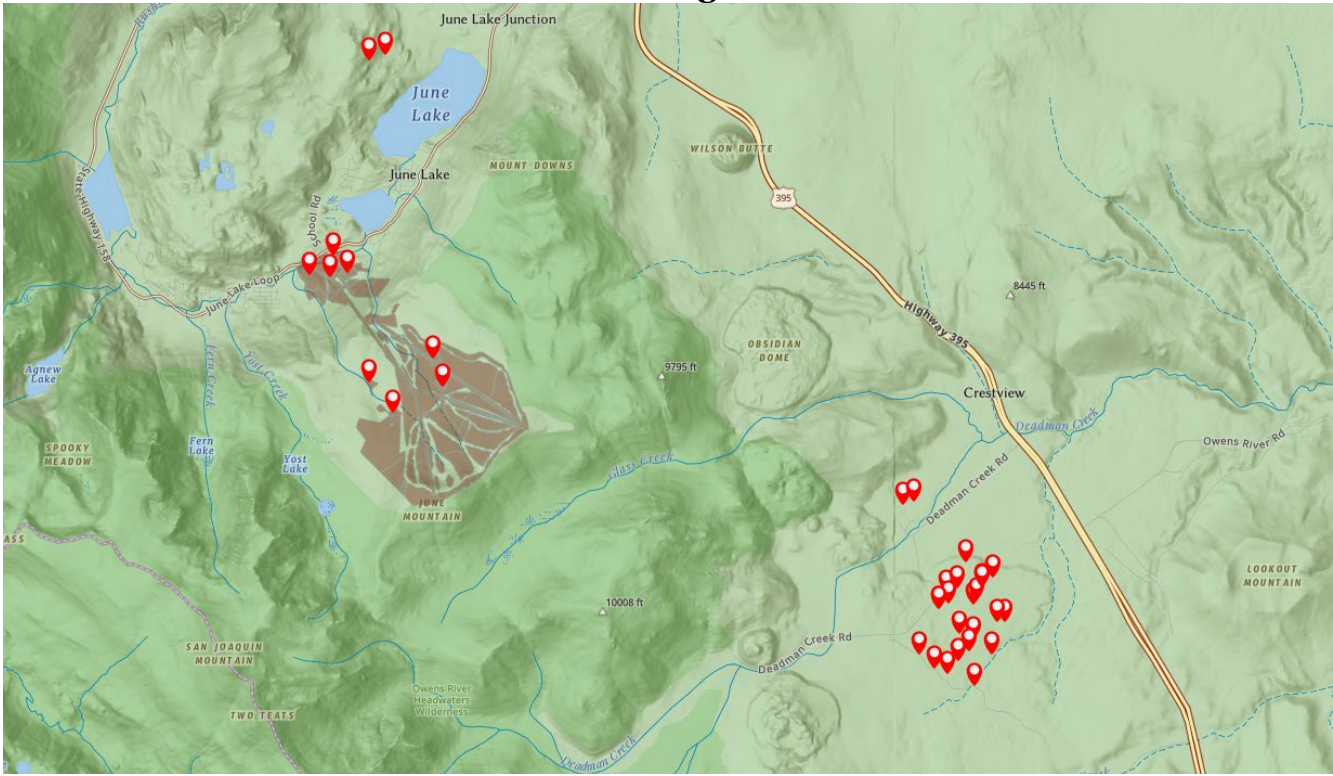 June Lake Junction
June
Lake
June Lake
MOUNT DOWNS
WILSON BUTTE
395
School Rd
State Highway 158
June Lake Loop
8445 ft
Highway 395
OBSIDIAN
DOME
Agnew
Lake
9795 ft
Crestview
Deadman Creek
Fern Creek
Yost Creek
Owens River Rd
SPOOKY
MEADOW
Fern
Lake
Yost
Lake
Glass Creek
JUNE
MOUNTAIN
Deadman Creek Rd
ASS
LOOKOUT
MOUNTAIN
10008 ft
SAN JOAQUIN
MOUNTAIN
Deadman Creek Rd
Owens River
Headwaters
Wilderness
TWO TEATS
Deadman Creek